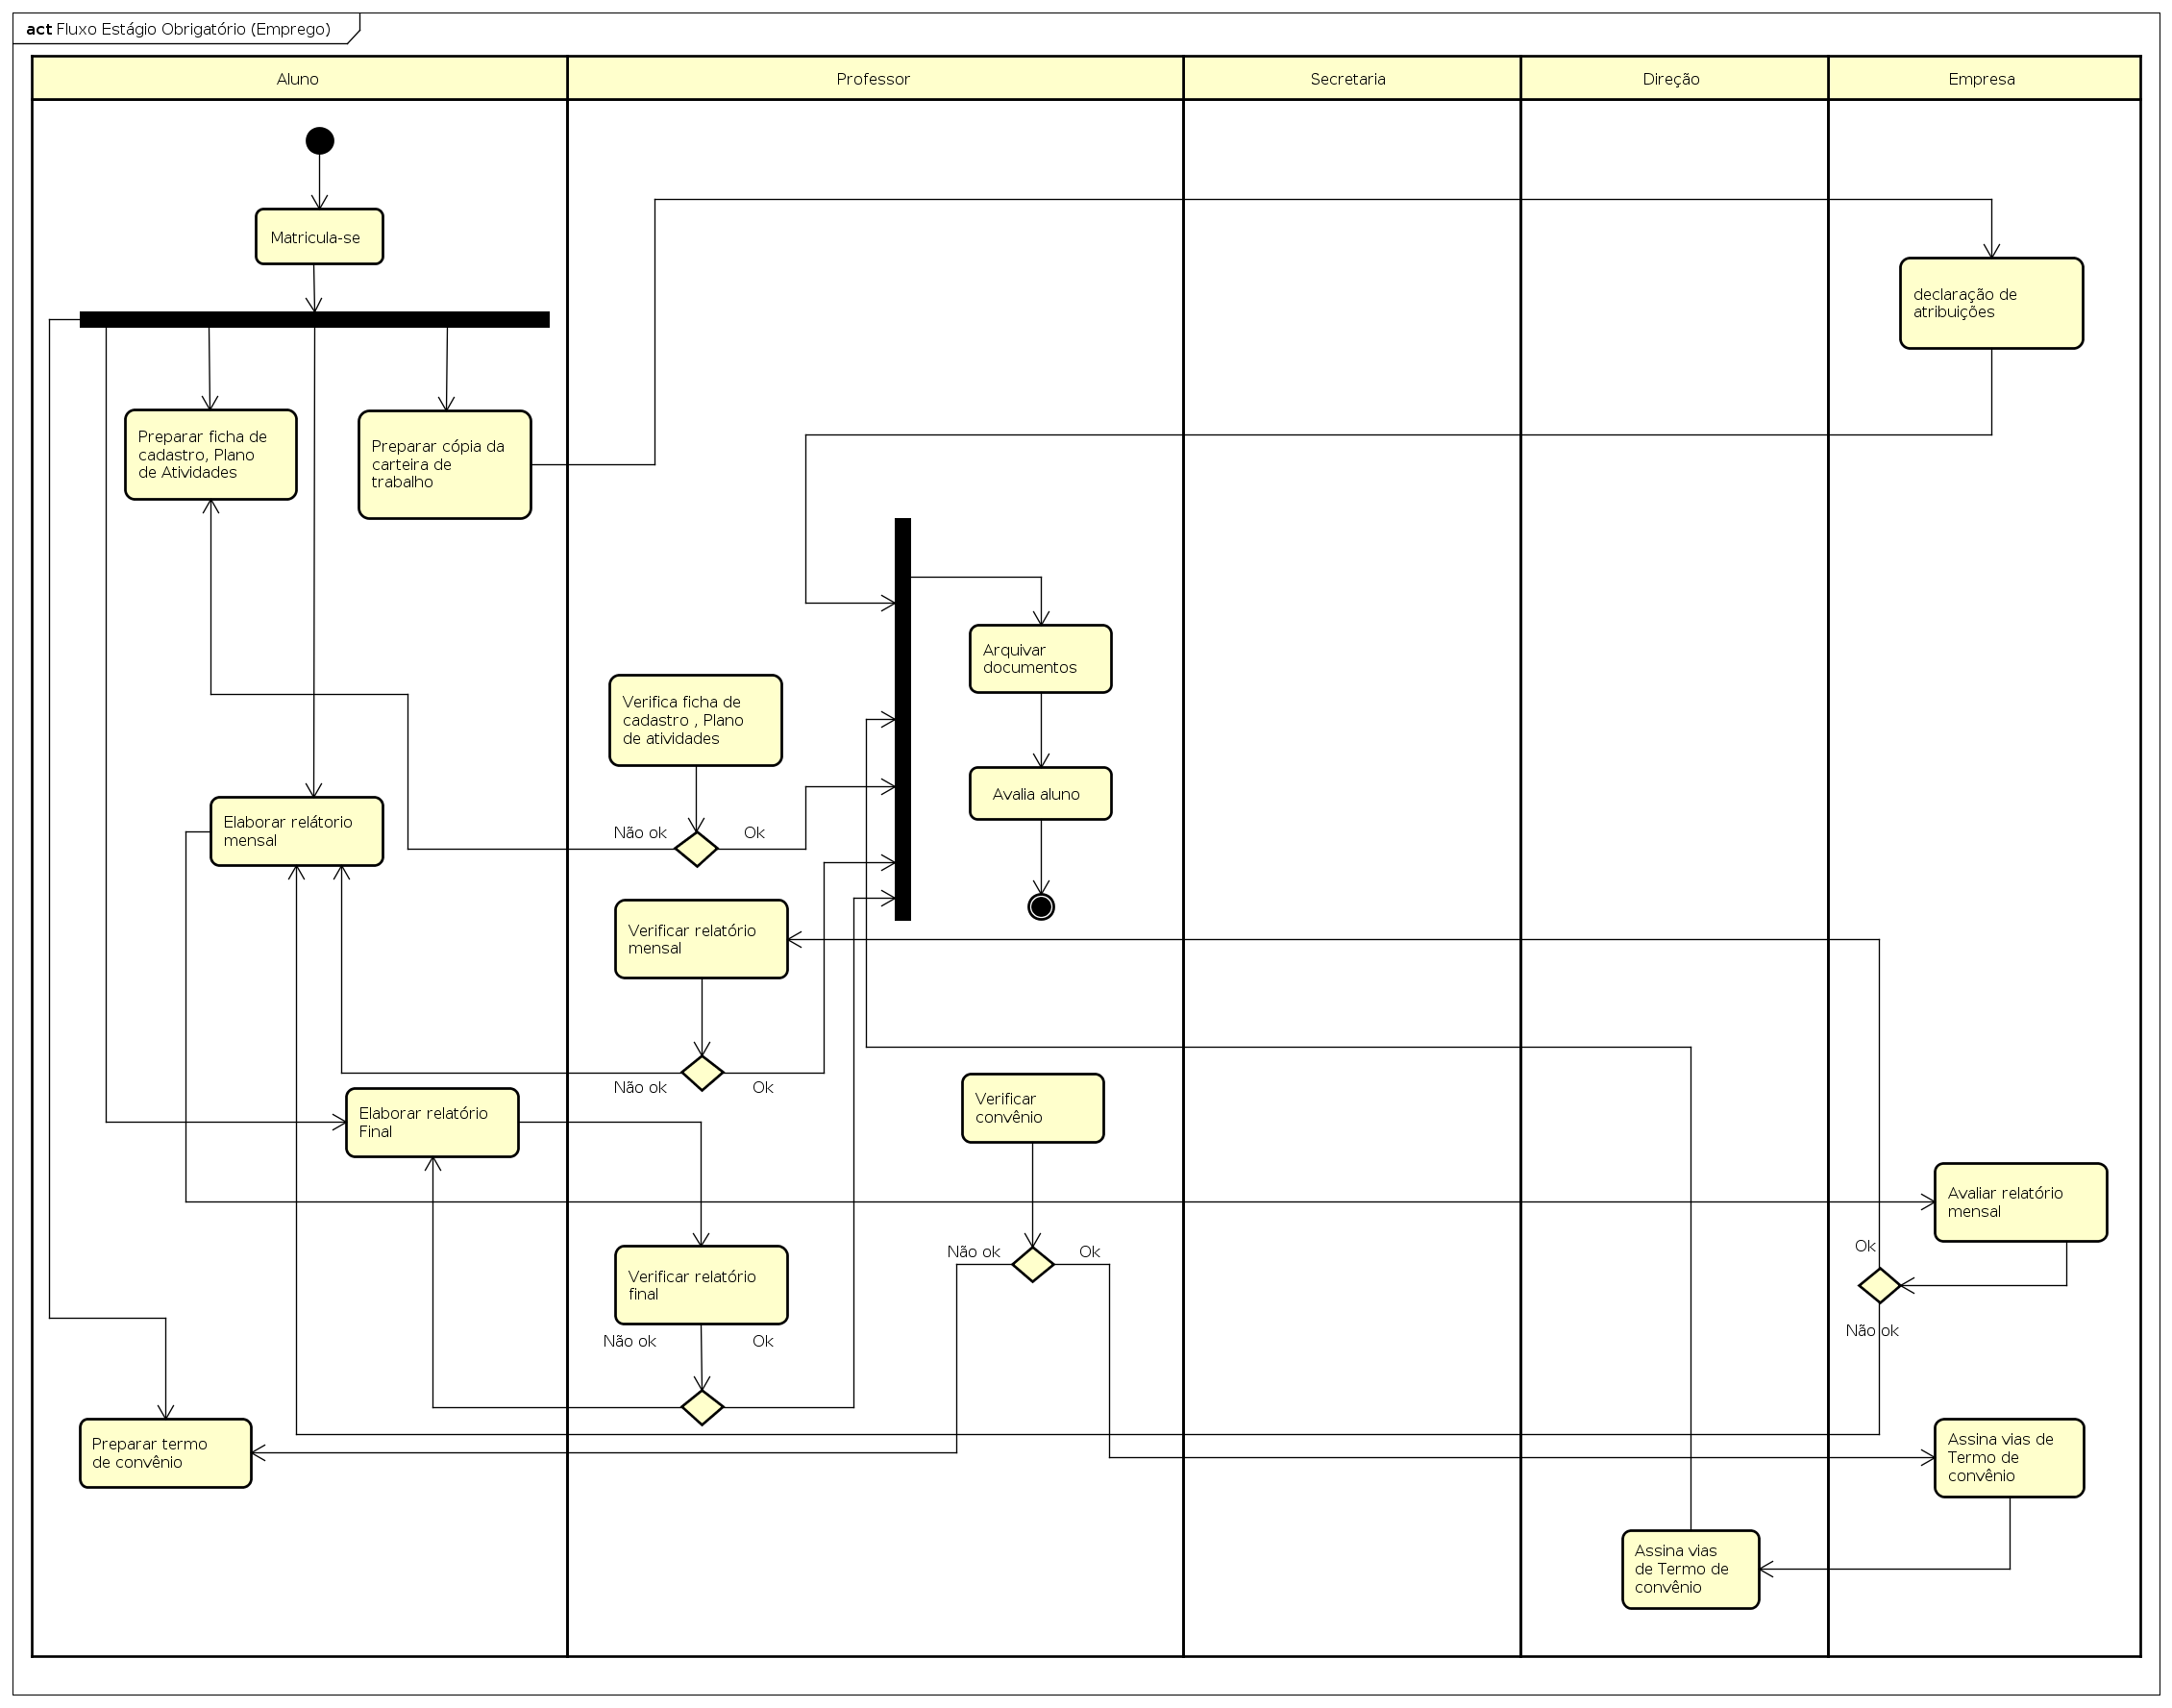 act Fluxo Estágio Obrigatório (Emprego)
Aluno
Professor
Secretaria
Direção
Empresa
Matricula-se
declaração de
atribuições
Preparar ficha de
cadastro, Plano
de Atividades
Preparar cópia da
carteira de
trabalho
Arquivar
documentos
Verifica ficha de
cadastro , Plano
de atividades
Avalia aluno
Elaborar relátorio
mensal
Não ok
Ok
Verificar relatório
mensal
Não ok
Ok
Elaborar relatório
Final
Verificar
convênio
Avaliar relatório
mensal
Não ok
Ok
Ok
Verificar relatório
final
Não ok
Ok
Não ok
Preparar termo
de convênio
Assina vias de
Termo de
convênio
Assina vias
de Termo de
convênio